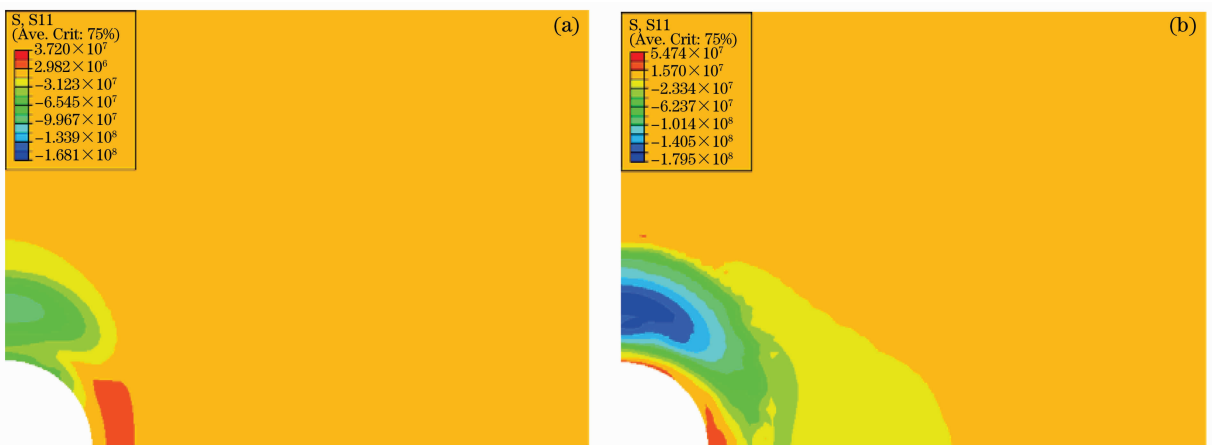 S, S11
(Ave. Crit: 75%)
3.720×10⁷
2.982×10⁶
−3.123×10⁷
−6.545×10⁷
−9.967×10⁷
−1.339×10⁸
−1.681×10⁸
(a)
S, S11
(Ave. Crit: 75%)
5.474×10⁷
1.570×10⁷
−2.334×10⁷
−6.237×10⁷
−1.014×10⁸
−1.405×10⁸
−1.795×10⁸
(b)